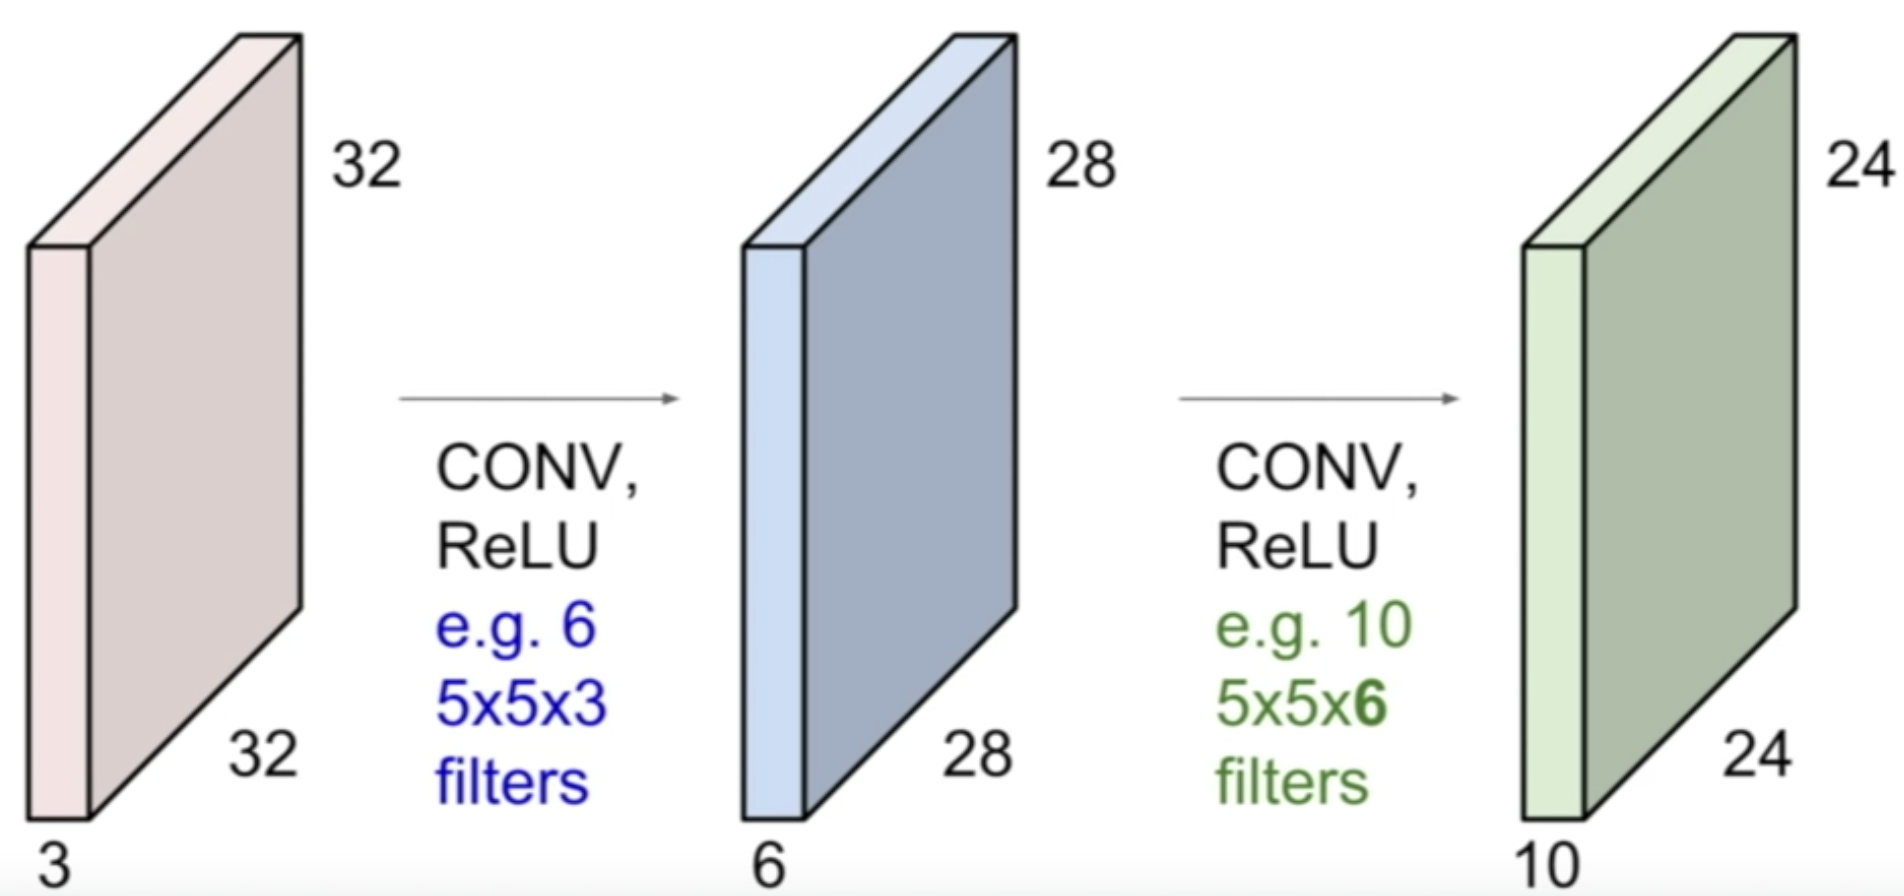 32
32
3
CONV,
ReLU
e.g. 6
5x5x3
filters
28
28
6
CONV,
ReLU
e.g. 10
5x5x6
filters
24
24
10